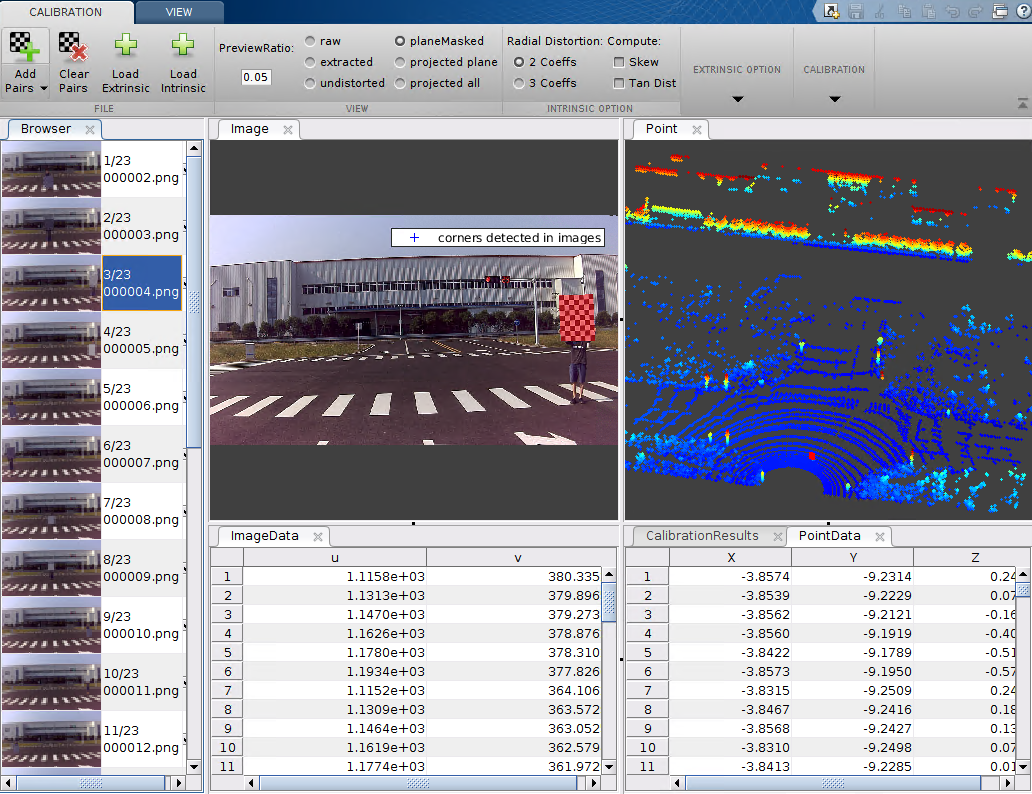 CALIBRATION VIEW
Add Pairs
Clear Pairs
Load Extrinsic
Load Intrinsic
FILE
PreviewRatio:
0.05
raw
extracted
undistorted
planeMasked
projected plane
projected all
VIEW
Radial Distortion: Compute:
2 Coeffs Skew
3 Coeffs Tan Dist
INTRINSIC OPTION
EXTRINSIC OPTION
CALIBRATION
Browser
1/23
000002.png
2/23
000003.png
3/23
000004.png
4/23
000005.png
5/23
000006.png
6/23
000007.png
7/23
000008.png
8/23
000009.png
9/23
000010.png
10/23
000011.png
11/23
000012.png
Image
+ corners detected in images
Point
ImageData
u v
1 1.1158e+03 380.335
2 1.1313e+03 379.896
3 1.1470e+03 379.273
4 1.1626e+03 378.876
5 1.1780e+03 378.310
6 1.1934e+03 377.826
7 1.1152e+03 364.106
8 1.1309e+03 363.572
9 1.1464e+03 363.052
10 1.1619e+03 362.579
11 1.1774e+03 361.972
CalibrationResults PointData
X Y Z
1 -3.8574 -9.2314 0.24
2 -3.8539 -9.2229 0.07
3 -3.8562 -9.2121 -0.16
4 -3.8560 -9.1919 -0.40
5 -3.8422 -9.1789 -0.51
6 -3.8573 -9.1950 -0.57
7 -3.8315 -9.2509 0.24
8 -3.8467 -9.2416 0.18
9 -3.8568 -9.2427 0.13
10 -3.8310 -9.2498 0.07
11 -3.8413 -9.2285 0.01